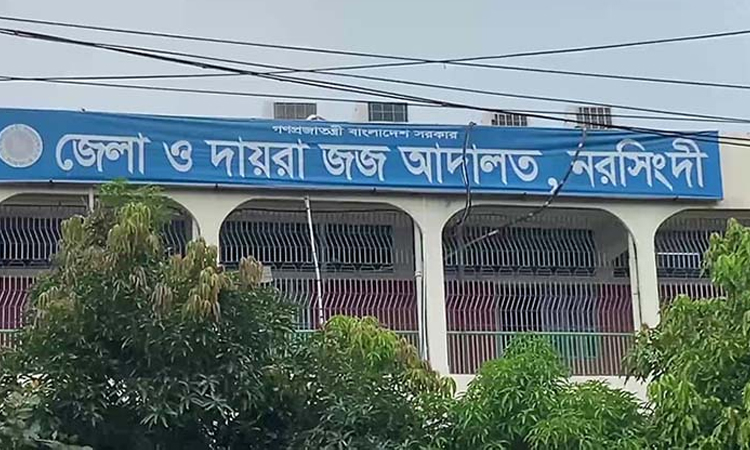 গণপ্রজাতন্ত্রী বাংলাদেশ সরকার
জেলা ও দায়রা জজ আদালত, নরসিংদী